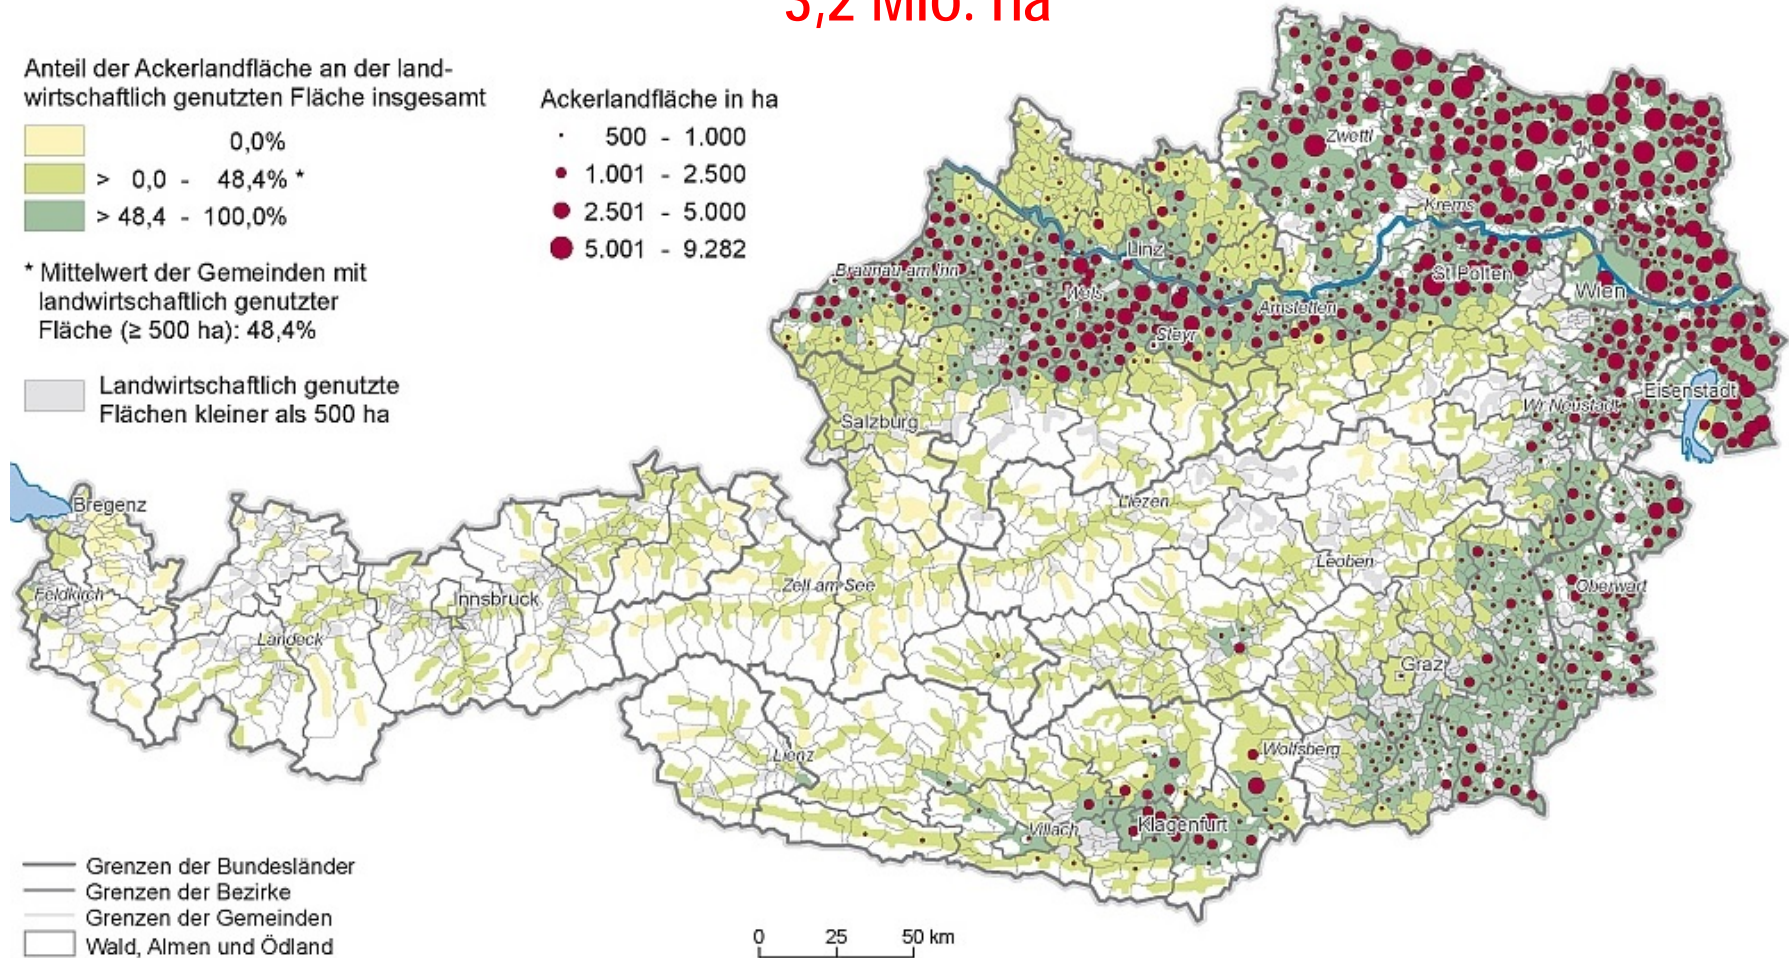 3,2 Mio. ha
Anteil der Ackerlandfläche an der land-
wirtschaftlich genutzten Fläche insgesamt
0,0%
> 0,0 - 48,4% *
> 48,4 - 100,0%
* Mittelwert der Gemeinden mit
landwirtschaftlich genutzter
Fläche (≥ 500 ha): 48,4%
Landwirtschaftlich genutzte
Flächen kleiner als 500 ha
Ackerlandfläche in ha
500 - 1.000
1.001 - 2.500
2.501 - 5.000
5.001 - 9.282
Zwettl
Krems
Linz
Braunau am Inn
Wels
St. Pölten
Wien
Amstetten
Steyr
Eisenstadt
Wr. Neustadt
Salzburg
Bregenz
Liezen
Leoben
Feldkirch
Innsbruck
Zell am See
Oberwart
Landeck
Graz
Lienz
Wolfsberg
Villach
Klagenfurt
Grenzen der Bundesländer
Grenzen der Bezirke
Grenzen der Gemeinden
Wald, Almen und Ödland
0 25 50 km